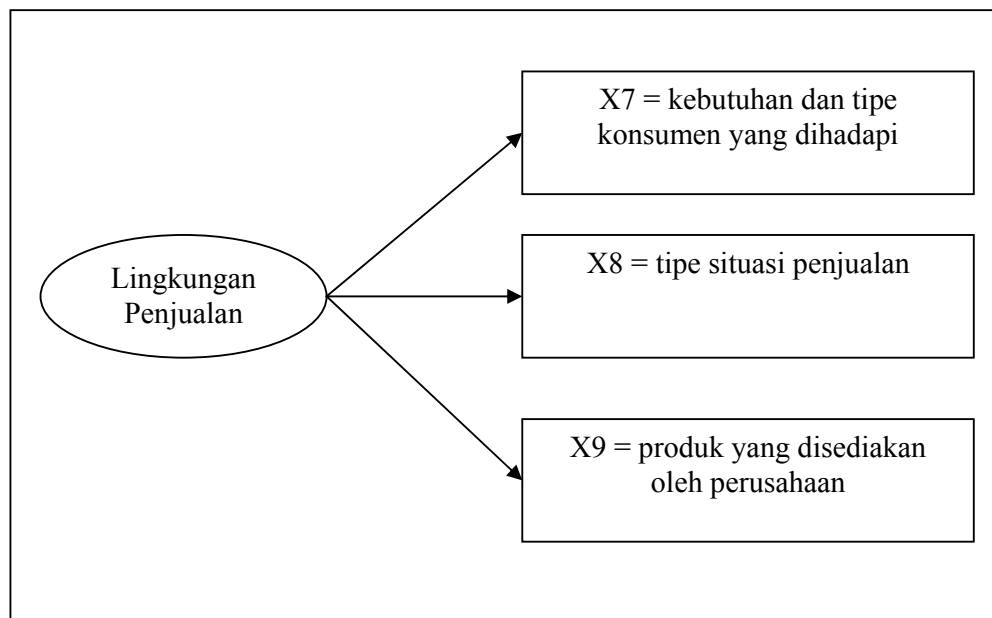 X7 = kebutuhan dan tipe
konsumen yang dihadapi
Lingkungan
Penjualan
X8 = tipe situasi penjualan
X9 = produk yang disediakan
oleh perusahaan